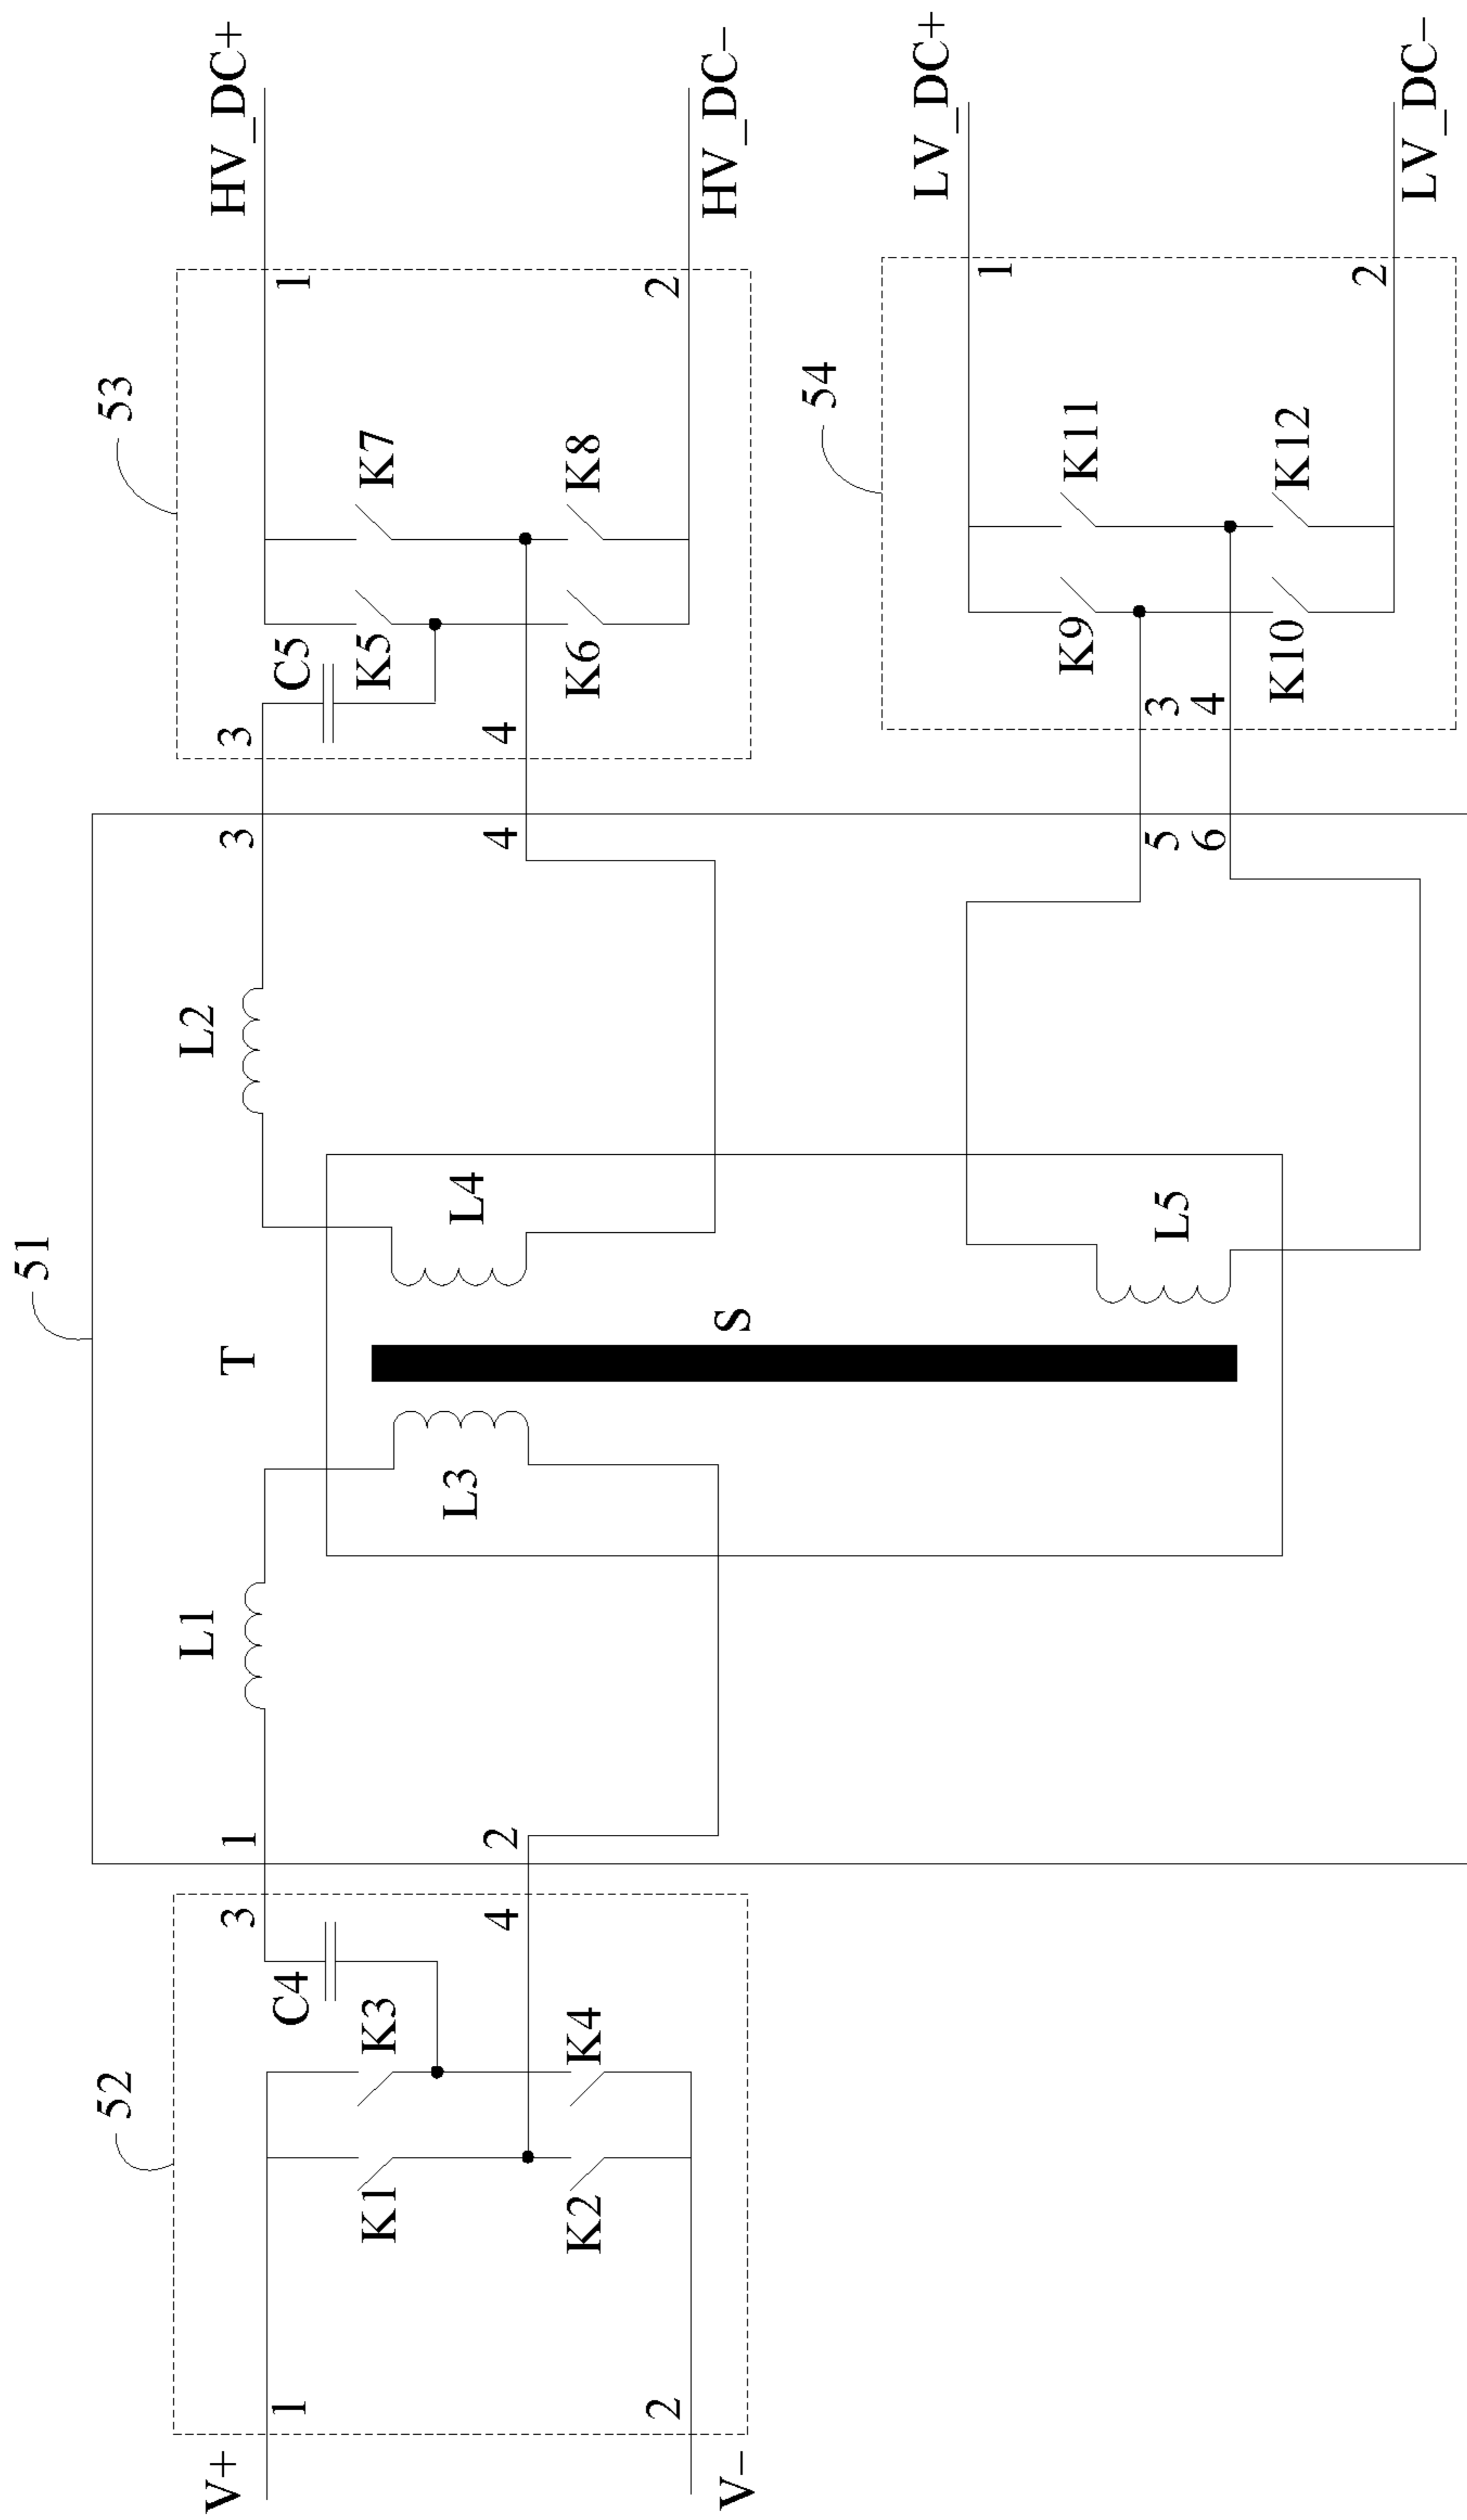 51
52
53
54
V+
V−
1
2
K1
K2
K3
K4
C4
3
4
1
2
L1
T
L3
S
L4
L2
L5
3
4
5
6
3
4
C5
K5
K6
K7
K8
1
2
HV_DC+
HV_DC−
3
4
K9
K10
K11
K12
1
2
LV_DC+
LV_DC−